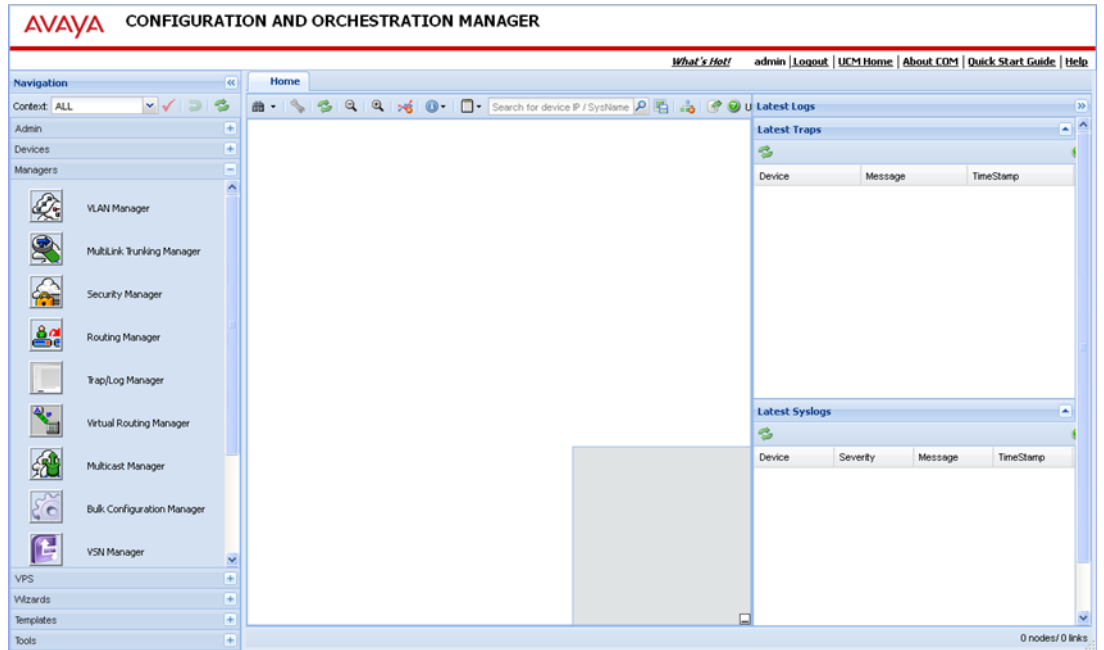 AVAYA CONFIGURATION AND ORCHESTRATION MANAGER
What's Hot! admin | Logout | UCM Home | About COM | Quick Start Guide | Help
Navigation
Context: ALL
Admin
Devices
Managers
VLAN Manager
MultiLink Trunking Manager
Security Manager
Routing Manager
Trap/Log Manager
Virtual Routing Manager
Multicast Manager
Bulk Configuration Manager
VSN Manager
VPS
Wizards
Templates
Tools
Home
Search for device IP / SysName
U
Latest Logs
Latest Traps
Device Message TimeStamp
Latest Syslogs
Device Severity Message TimeStamp
0 nodes/ 0 links